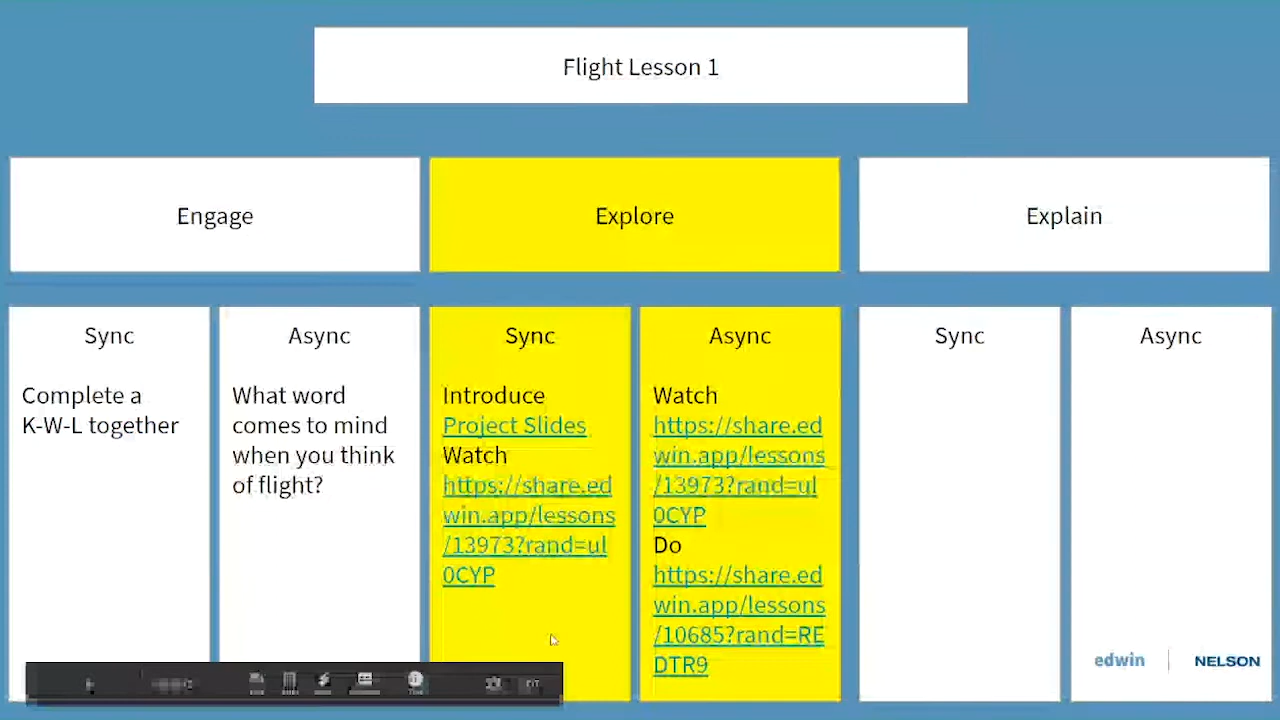 Flight Lesson 1
Engage
Explore
Explain
Sync
Complete a
K-W-L together
Async
What word
comes to mind
when you think
of flight?
Sync
Introduce
Project Slides
Watch
https://share.ed
win.app/lessons
/13973?rand=ul
0CYP
Async
Watch
https://share.ed
win.app/lessons
/13973?rand=ul
0CYP
Do
https://share.ed
win.app/lessons
/10685?rand=RE
DTR9
Sync
Async
edwin
NELSON